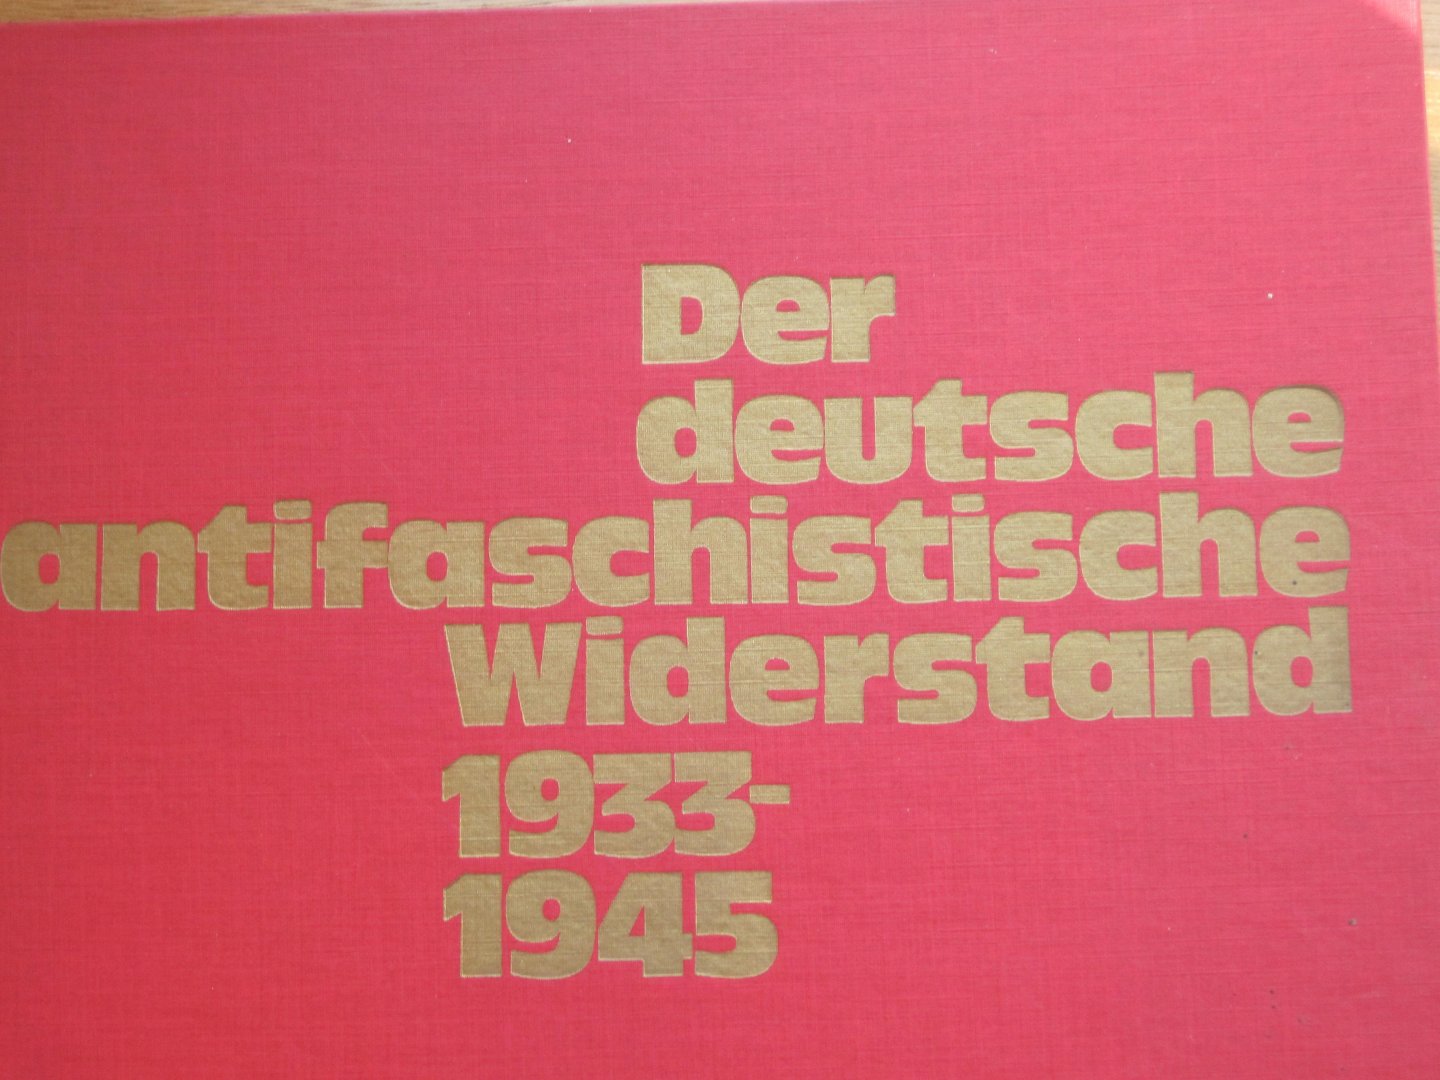 Der
deutsche
antifaschistische
Widerstand
1933-
1945